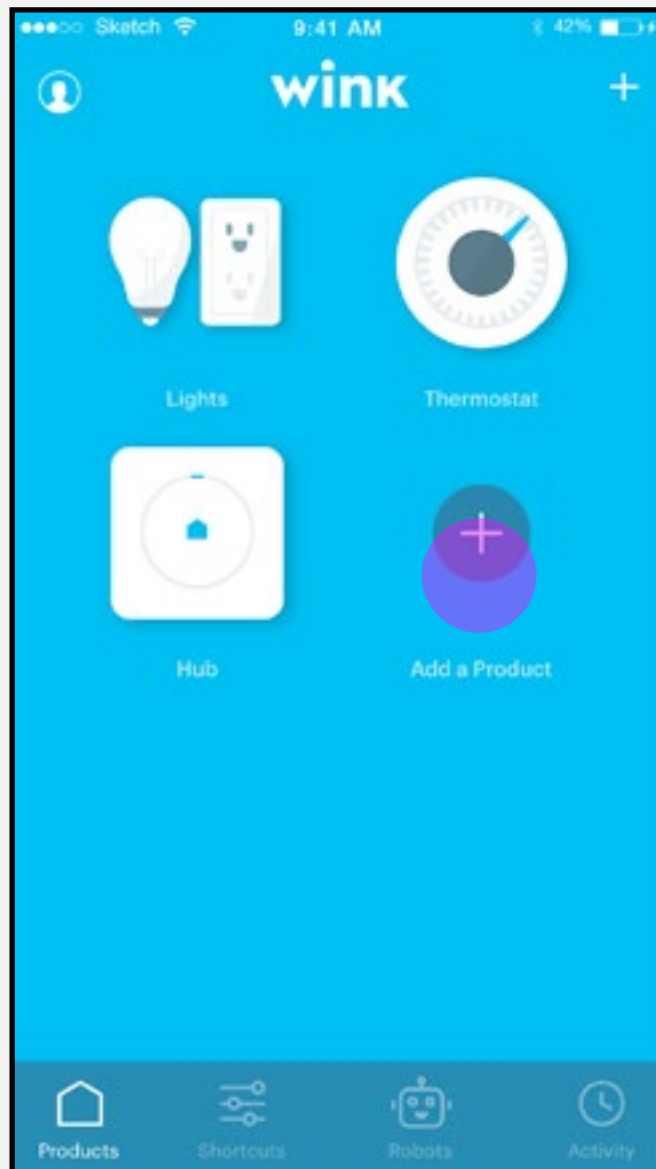 Sketch 9:41 AM 42%
wink
Lights Thermostat
Hub Add a Product
Products Shortcuts Robots Activity